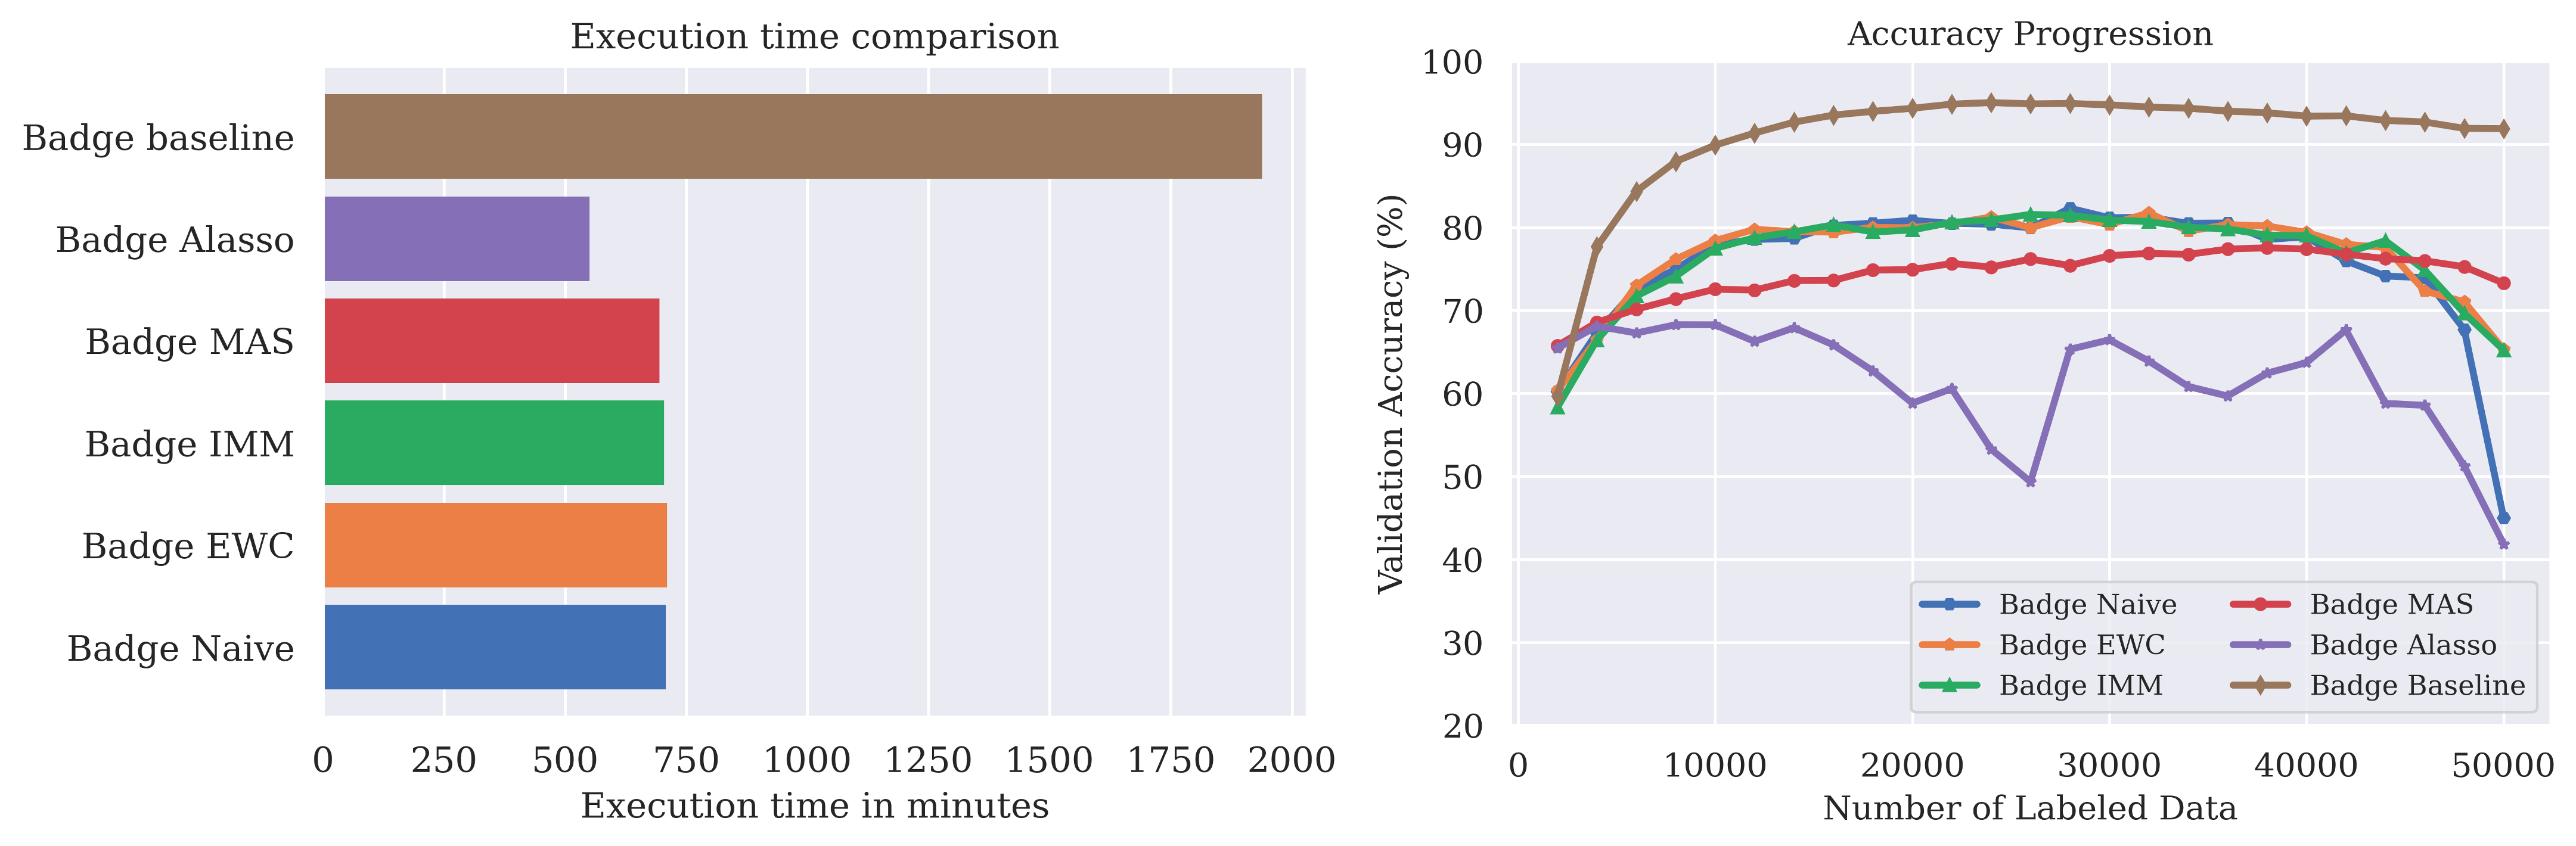 Execution time comparison
Badge baseline
Badge Alasso
Badge MAS
Badge IMM
Badge EWC
Badge Naive
0 250 500 750 1000 1250 1500 1750 2000
Execution time in minutes
Accuracy Progression
Validation Accuracy (%)
100
90
80
70
60
50
40
30
20
Badge Naive
Badge EWC
Badge IMM
Badge MAS
Badge Alasso
Badge Baseline
0 10000 20000 30000 40000 50000
Number of Labeled Data